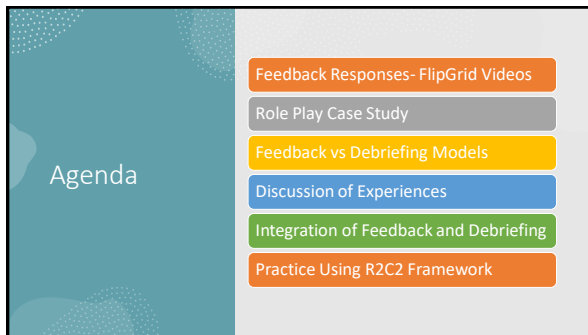 Agenda
Feedback Responses- FlipGrid Videos
Role Play Case Study
Feedback vs Debriefing Models
Discussion of Experiences
Integration of Feedback and Debriefing
Practice Using R2C2 Framework